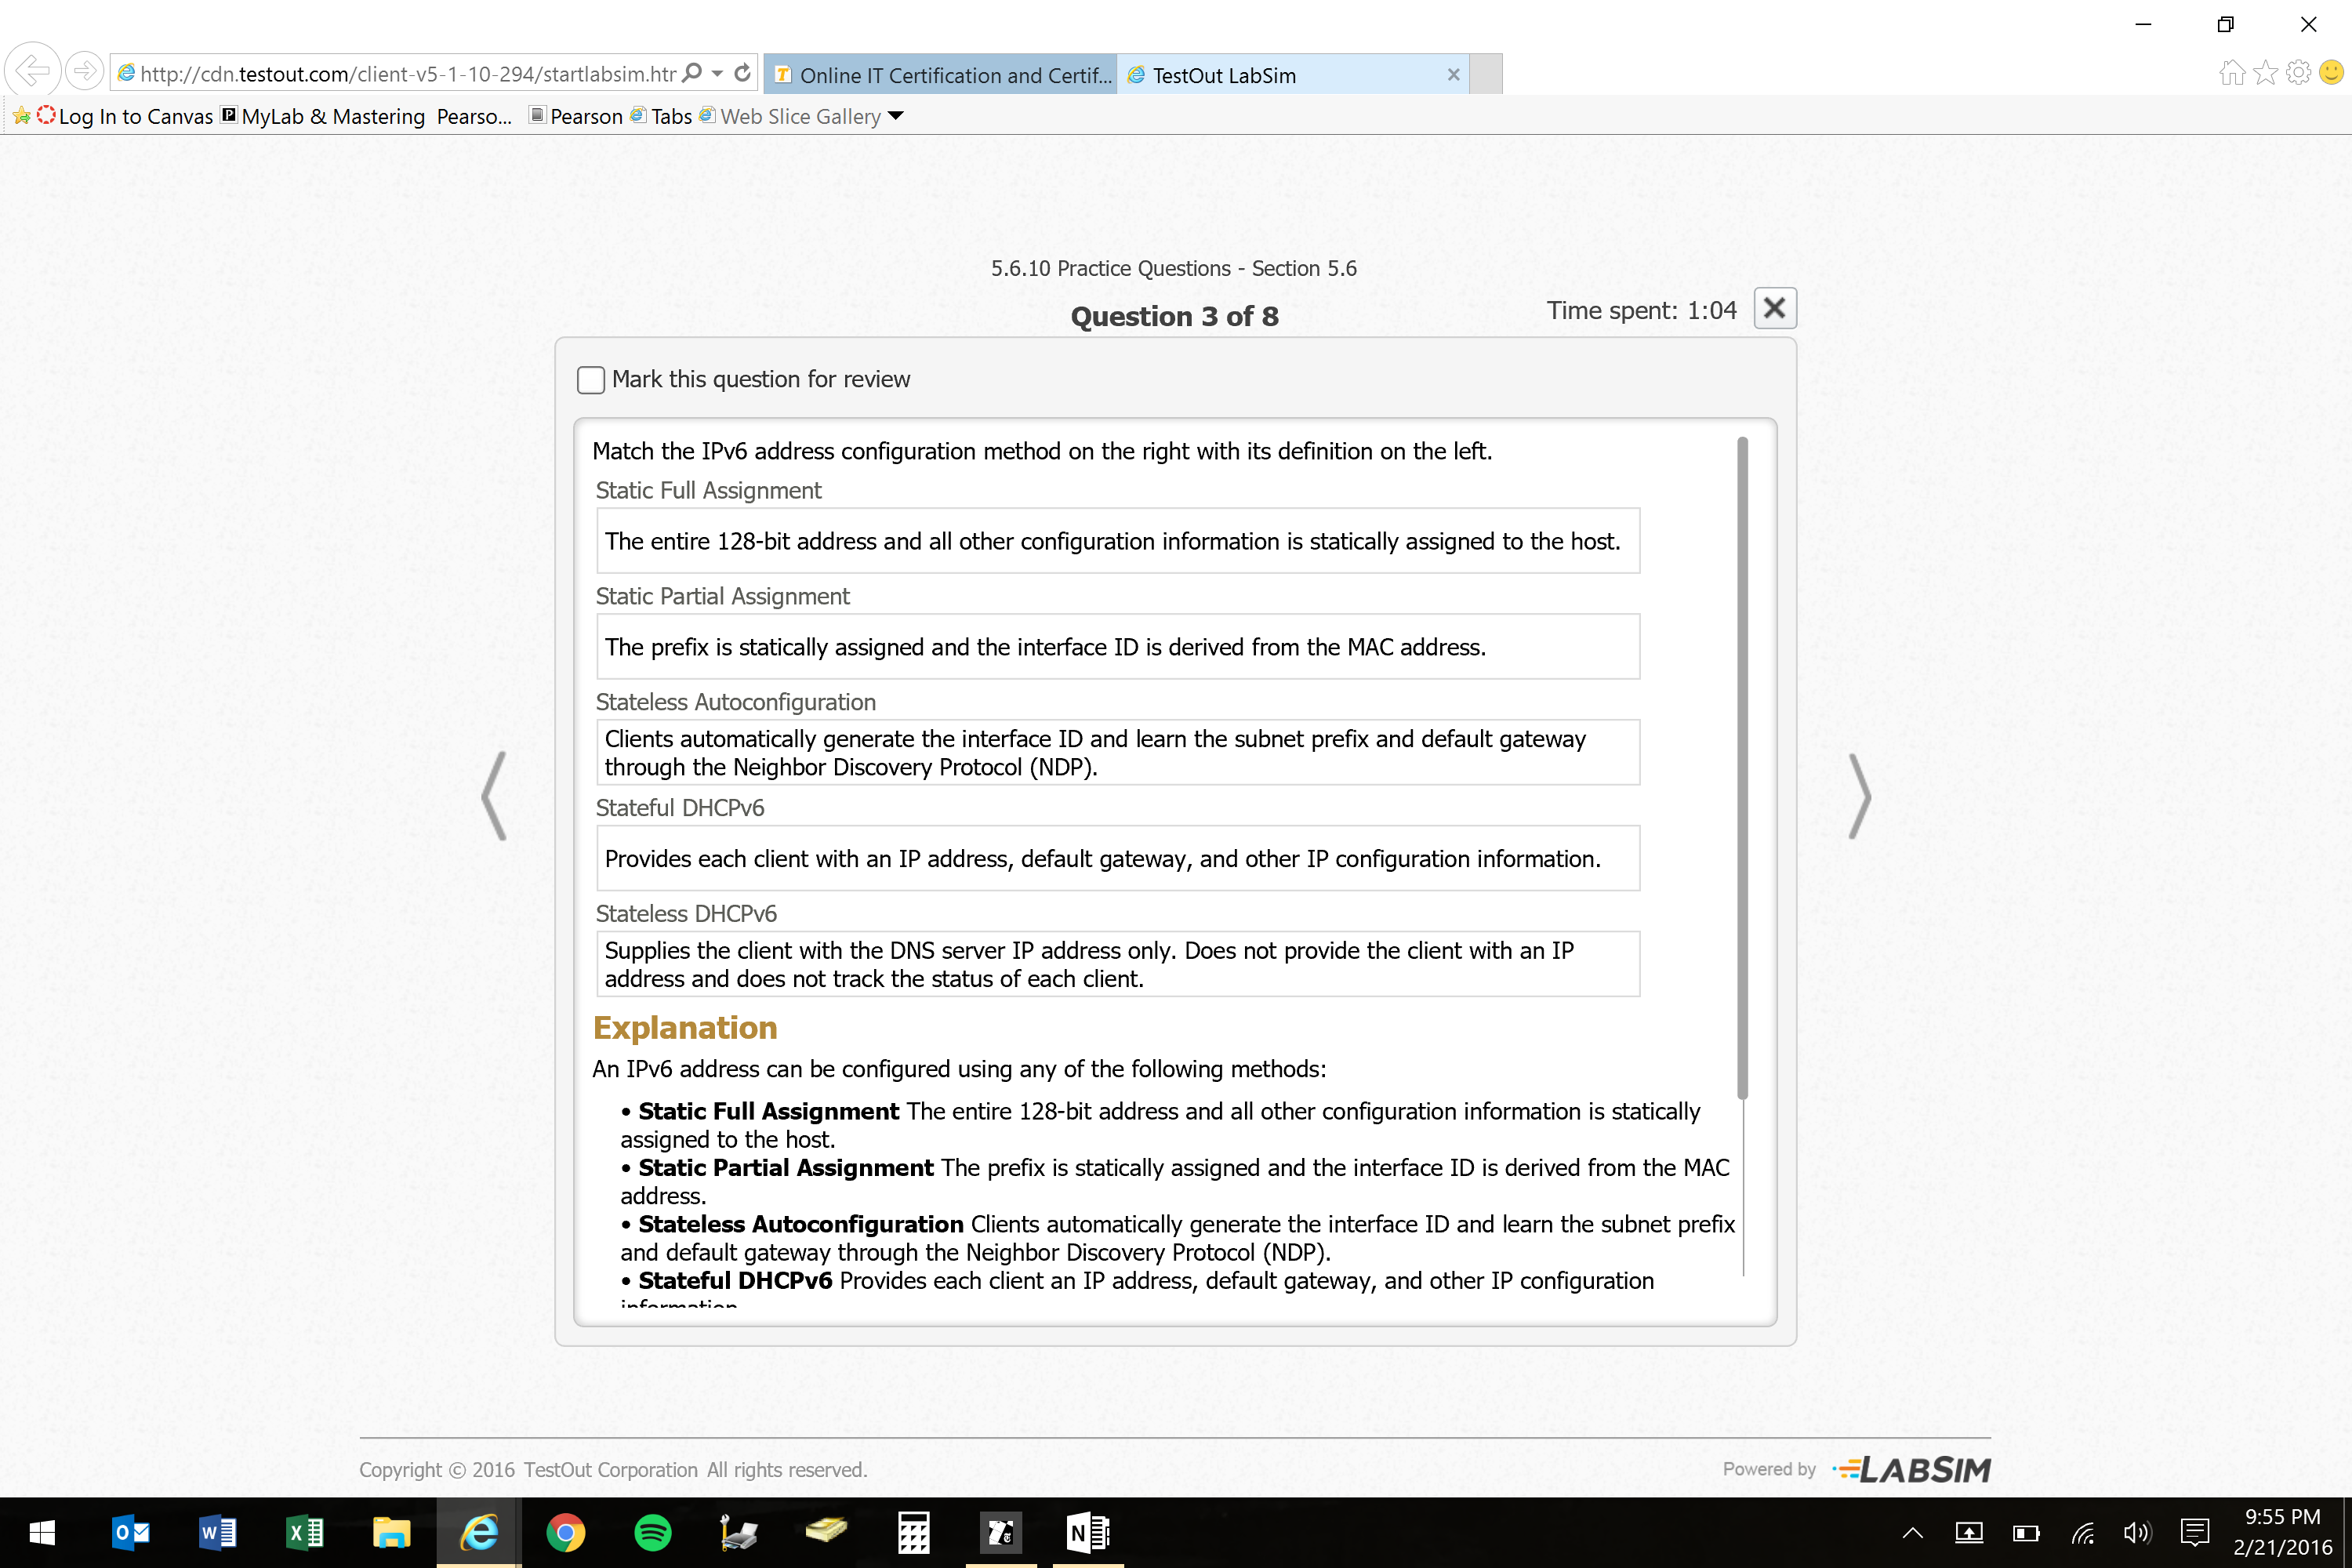 http://cdn.testout.com/client-v5-1-10-294/startlabsim.htr
Online IT Certification and Certif...
TestOut LabSim
Log In to Canvas
MyLab & Mastering Pearso...
Pearson
Tabs
Web Slice Gallery
5.6.10 Practice Questions - Section 5.6
Question 3 of 8
Time spent: 1:04
Mark this question for review
Match the IPv6 address configuration method on the right with its definition on the left.
Static Full Assignment
The entire 128-bit address and all other configuration information is statically assigned to the host.
Static Partial Assignment
The prefix is statically assigned and the interface ID is derived from the MAC address.
Stateless Autoconfiguration
Clients automatically generate the interface ID and learn the subnet prefix and default gateway
through the Neighbor Discovery Protocol (NDP).
Stateful DHCPv6
Provides each client with an IP address, default gateway, and other IP configuration information.
Stateless DHCPv6
Supplies the client with the DNS server IP address only. Does not provide the client with an IP
address and does not track the status of each client.
Explanation
An IPv6 address can be configured using any of the following methods:
• Static Full Assignment The entire 128-bit address and all other configuration information is statically
assigned to the host.
• Static Partial Assignment The prefix is statically assigned and the interface ID is derived from the MAC
address.
• Stateless Autoconfiguration Clients automatically generate the interface ID and learn the subnet prefix
and default gateway through the Neighbor Discovery Protocol (NDP).
• Stateful DHCPv6 Provides each client an IP address, default gateway, and other IP configuration
information.
Copyright © 2016 TestOut Corporation All rights reserved.
Powered by LABSIM
9:55 PM
2/21/2016